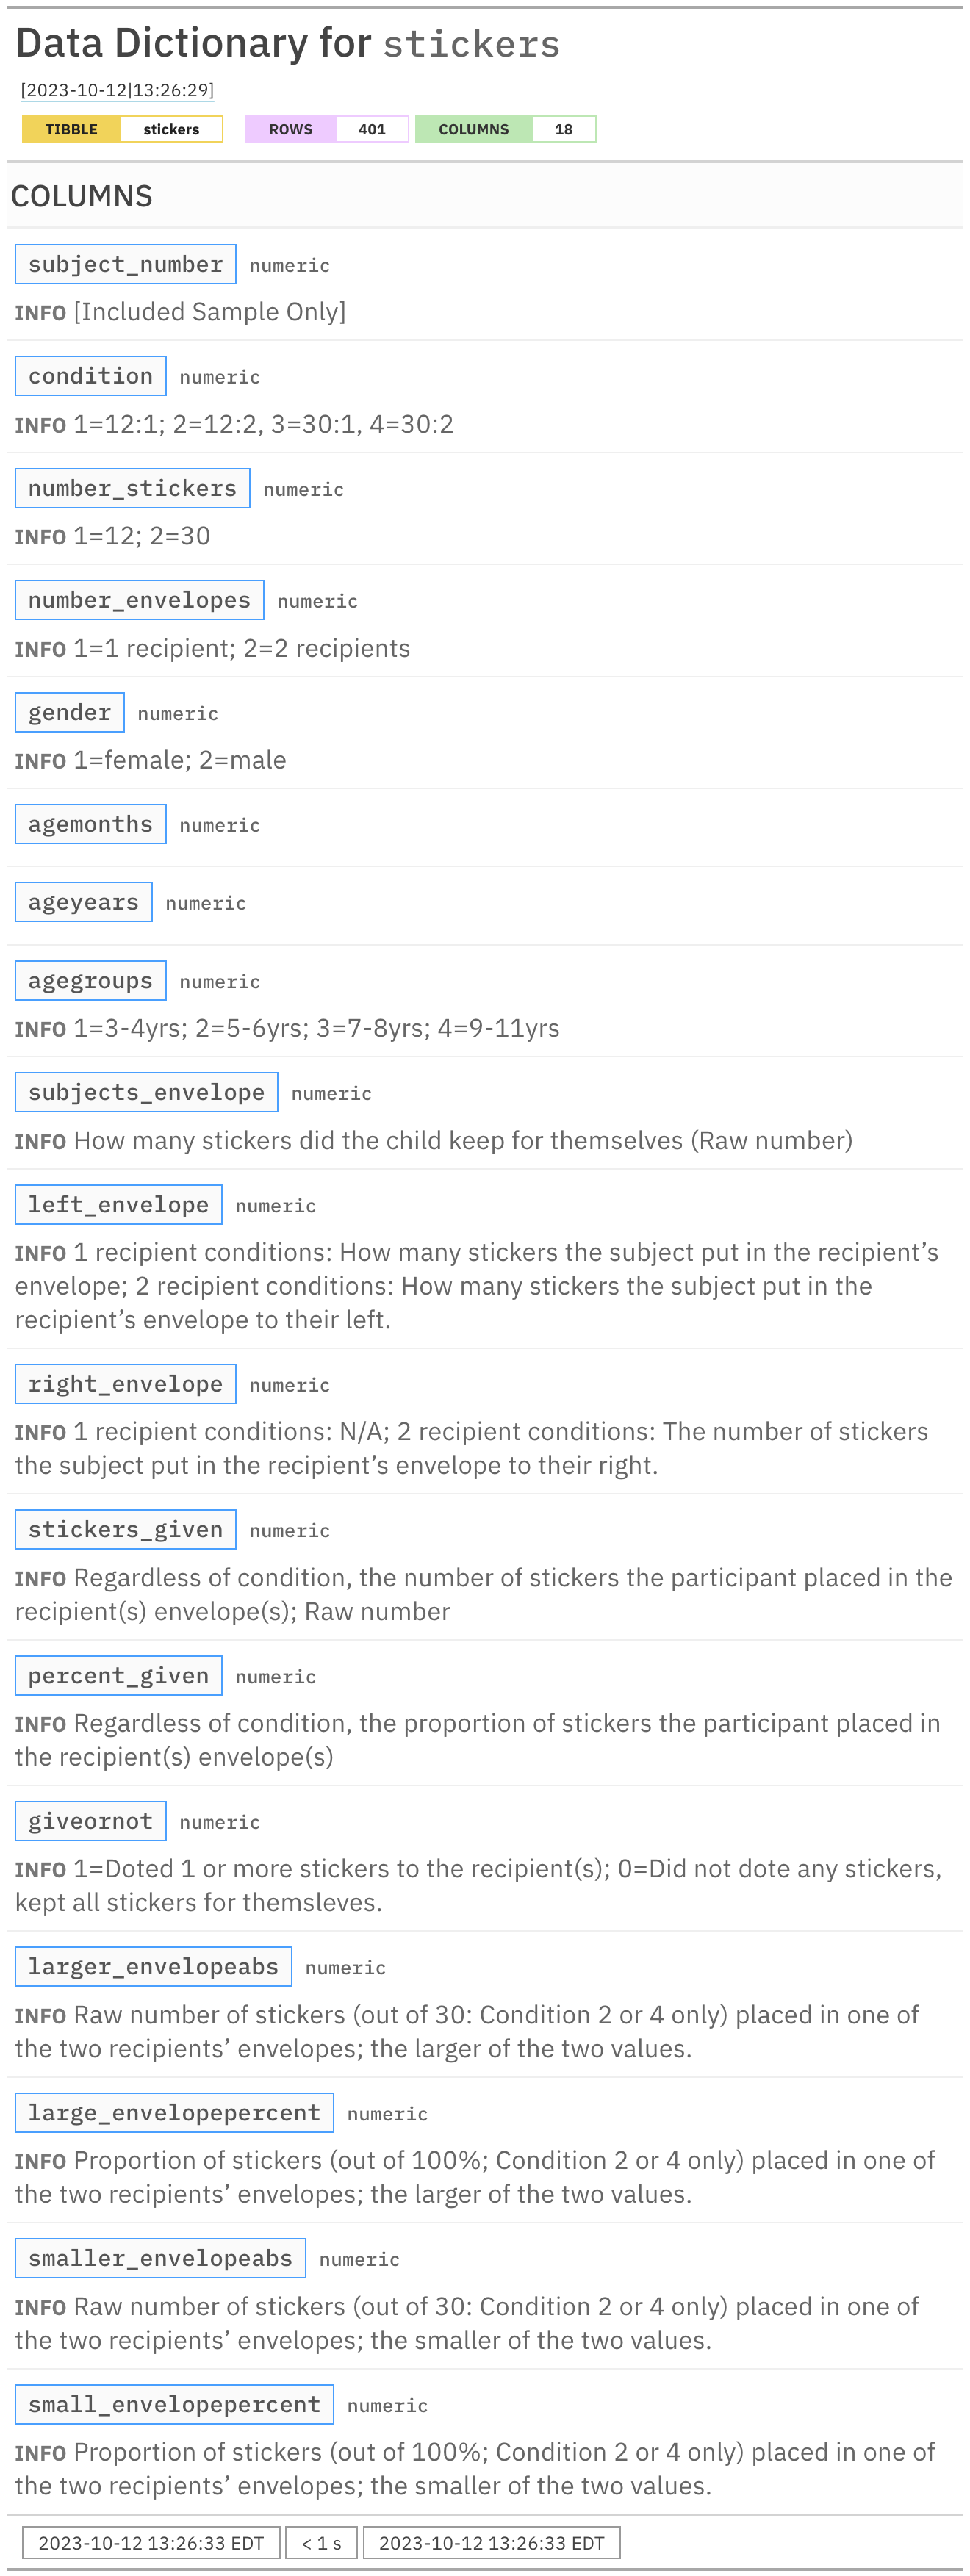 Data Dictionary for stickers
[2023-10-12|13:26:29]
TIBBLE stickers ROWS 401 COLUMNS 18
COLUMNS
subject_number numeric
INFO [Included Sample Only]
condition numeric
INFO 1=12:1; 2=12:2, 3=30:1, 4=30:2
number_stickers numeric
INFO 1=12; 2=30
number_envelopes numeric
INFO 1=1 recipient; 2=2 recipients
gender numeric
INFO 1=female; 2=male
agemonths numeric
ageyears numeric
agegroups numeric
INFO 1=3-4yrs; 2=5-6yrs; 3=7-8yrs; 4=9-11yrs
subjects_envelope numeric
INFO How many stickers did the child keep for themselves (Raw number)
left_envelope numeric
INFO 1 recipient conditions: How many stickers the subject put in the recipient’s
envelope; 2 recipient conditions: How many stickers the subject put in the
recipient’s envelope to their left.
right_envelope numeric
INFO 1 recipient conditions: N/A; 2 recipient conditions: The number of stickers
the subject put in the recipient’s envelope to their right.
stickers_given numeric
INFO Regardless of condition, the number of stickers the participant placed in the
recipient(s) envelope(s); Raw number
percent_given numeric
INFO Regardless of condition, the proportion of stickers the participant placed in
the recipient(s) envelope(s)
giveornot numeric
INFO 1=Doted 1 or more stickers to the recipient(s); 0=Did not dote any stickers,
kept all stickers for themsleves.
larger_envelopeabs numeric
INFO Raw number of stickers (out of 30: Condition 2 or 4 only) placed in one of
the two recipients’ envelopes; the larger of the two values.
large_envelopepercent numeric
INFO Proportion of stickers (out of 100%; Condition 2 or 4 only) placed in one of
the two recipients’ envelopes; the larger of the two values.
smaller_envelopeabs numeric
INFO Raw number of stickers (out of 30: Condition 2 or 4 only) placed in one of
the two recipients’ envelopes; the smaller of the two values.
small_envelopepercent numeric
INFO Proportion of stickers (out of 100%; Condition 2 or 4 only) placed in one of
the two recipients’ envelopes; the smaller of the two values.
2023-10-12 13:26:33 EDT < 1 s 2023-10-12 13:26:33 EDT